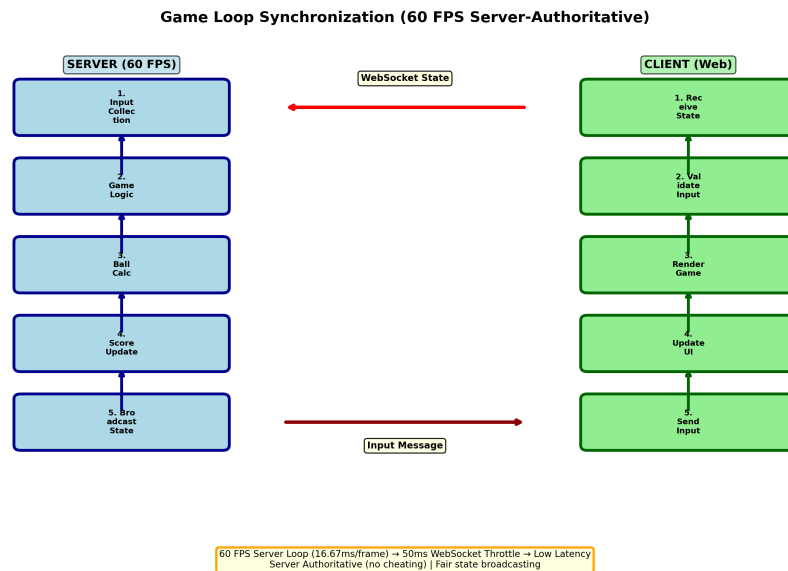 Game Loop Synchronization (60 FPS Server-Authoritative)
SERVER (60 FPS)
1.
Input
Collec
tion
2.
Game
Logic
3.
Ball
Calc
4.
Score
Update
5. Bro
adcast
State
WebSocket State
Input Message
CLIENT (Web)
1. Rec
eive
State
2. Val
idate
Input
3.
Render
Game
4.
Update
UI
5.
Send
Input
60 FPS Server Loop (16.67ms/frame) → 50ms WebSocket Throttle → Low Latency
Server Authoritative (no cheating) | Fair state broadcasting